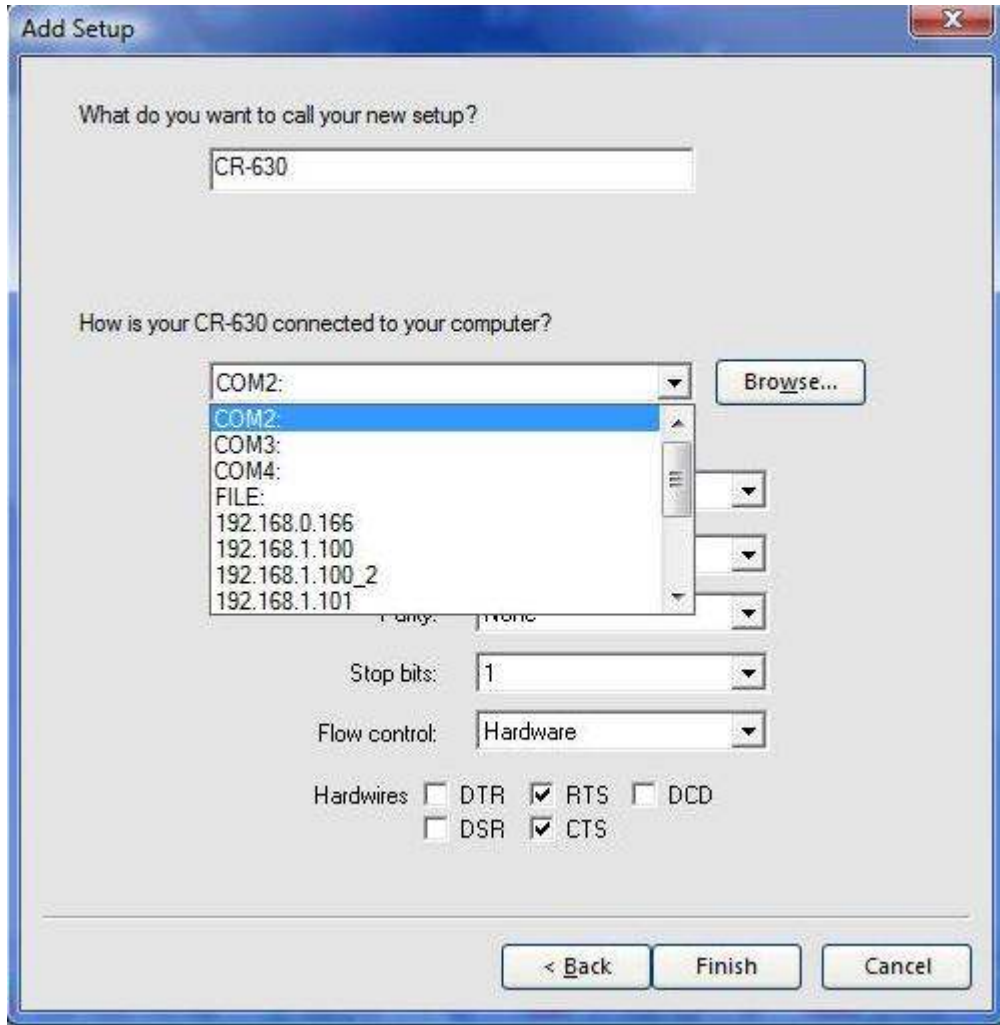 Add Setup
What do you want to call your new setup?
CR-630
How is your CR-630 connected to your computer?
COM2:
Browse...
COM2:
COM3:
COM4:
FILE:
192.168.0.166
192.168.1.100
192.168.1.100_2
192.168.1.101
Parity: None
Stop bits: 1
Flow control: Hardware
Hardwires DTR RTS DCD
DSR CTS
< Back Finish Cancel